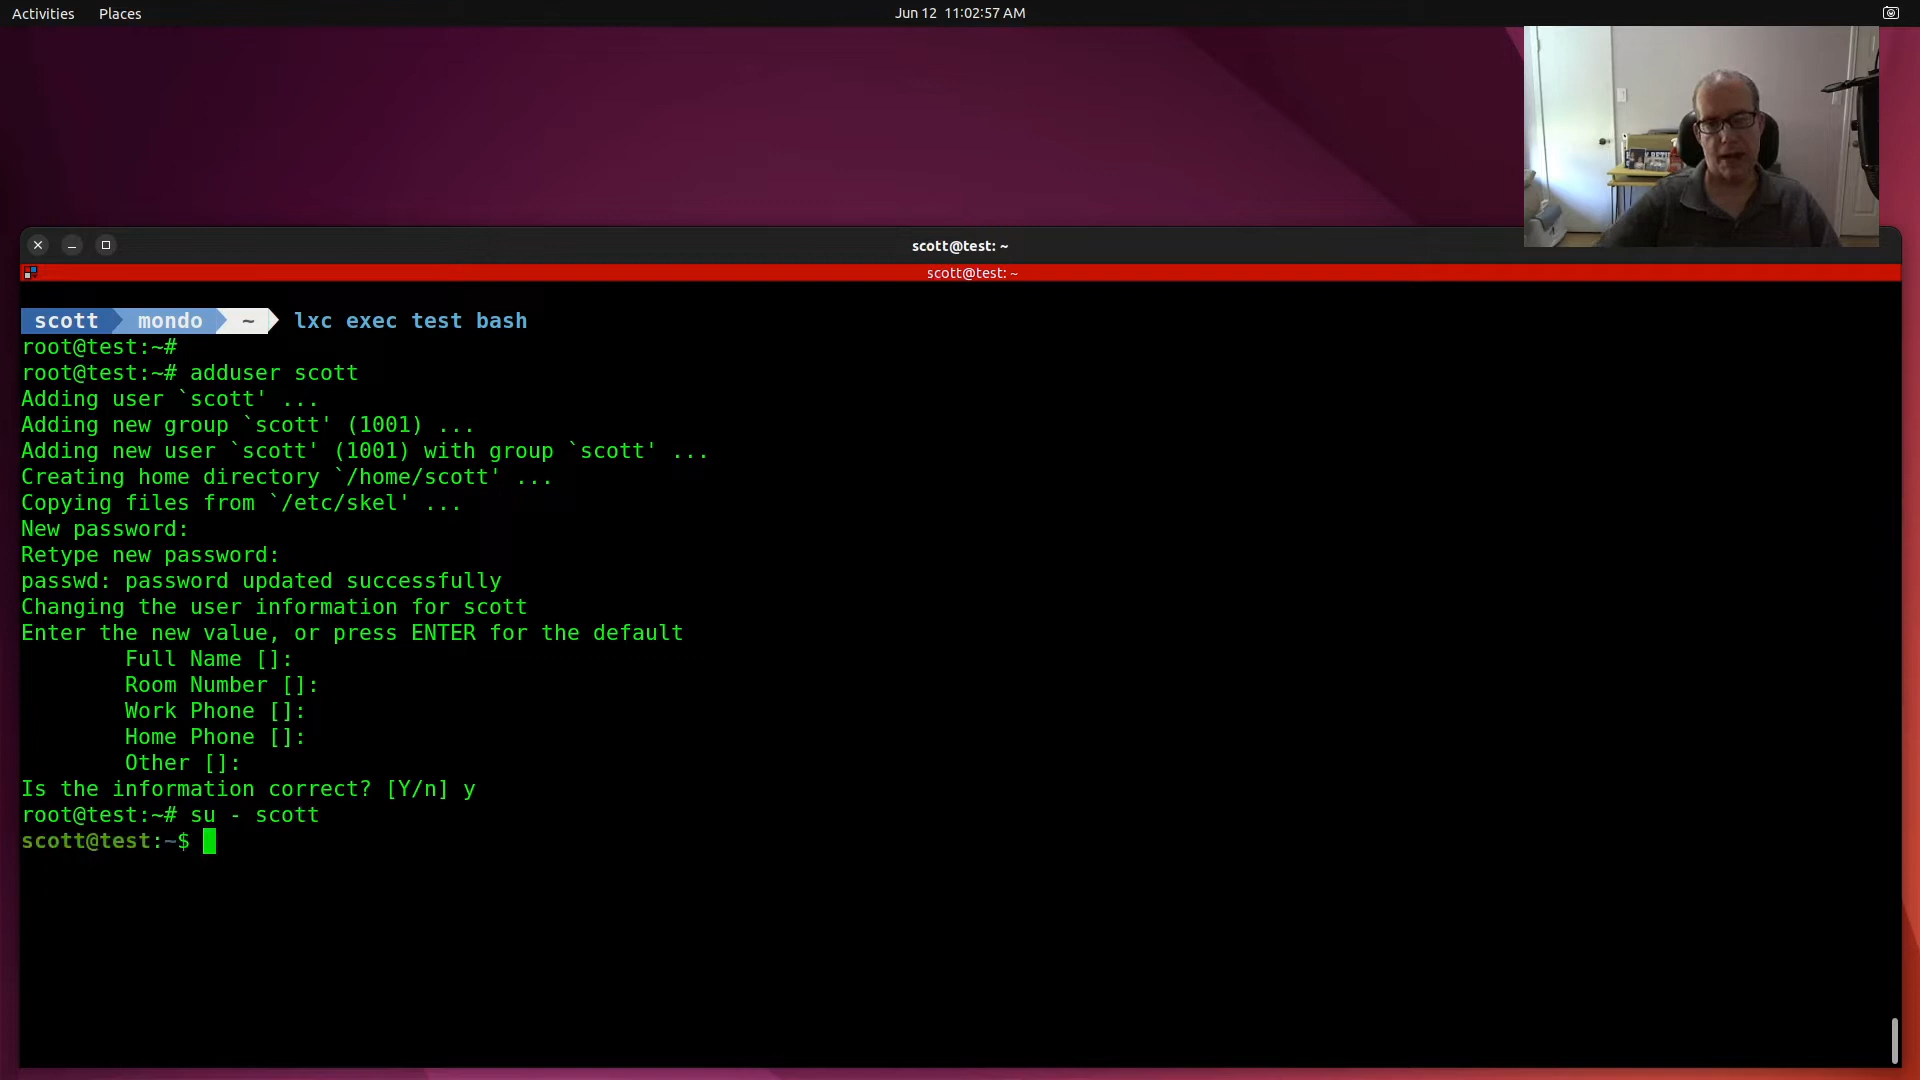 Activities Places Jun 12 11:02:57 AM
scott@test: ~
scott@test: ~
scott mondo ~ lxc exec test bash
root@test:~#
root@test:~# adduser scott
Adding user `scott' ...
Adding new group `scott' (1001) ...
Adding new user `scott' (1001) with group `scott' ...
Creating home directory `/home/scott' ...
Copying files from `/etc/skel' ...
New password:
Retype new password:
passwd: password updated successfully
Changing the user information for scott
Enter the new value, or press ENTER for the default
Full Name []:
Room Number []:
Work Phone []:
Home Phone []:
Other []:
Is the information correct? [Y/n] y
root@test:~# su - scott
scott@test:~$